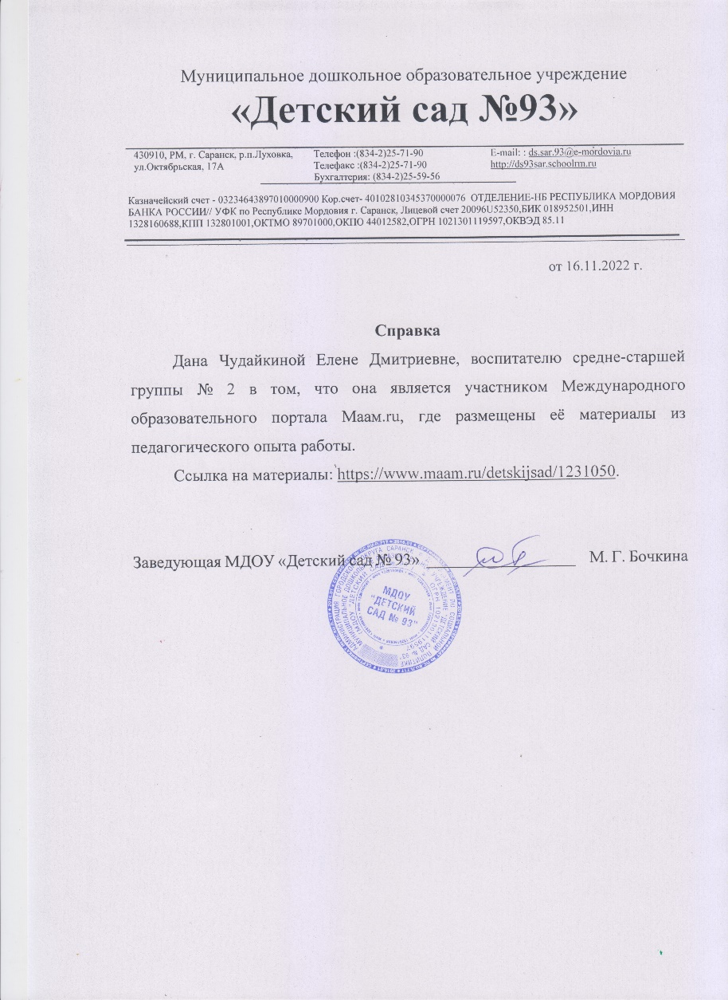 Муниципальное дошкольное образовательное учреждение
«Детский сад №93»
430910, РМ, г. Саранск, р.п.Луховка,
ул.Октябрьская, 17А
Телефон :(834-2)25-71-90
Телефакс :(834-2)25-71-90
Бухгалтерия: (834-2)25-59-56
E-mail: : ds.sar.93@e-mordovia.ru
http://ds93sar.schoolrm.ru
Казначейский счет - 03234643897010000900 Кор.счет- 40102810345370000076 ОТДЕЛЕНИЕ-НБ РЕСПУБЛИКА МОРДОВИЯ
БАНКА РОССИИ// УФК по Республике Мордовия г. Саранск, Лицевой счет 20096U52350,БИК 018952501,ИНН
1328160688,КПП 132801001,ОКТМО 89701000,ОКПО 44012582,ОГРН 1021301119597,ОКВЭД 85.11
от 16.11.2022 г.
Справка
Дана Чудайкиной Елене Дмитриевне, воспитателю средне-старшей
группы № 2 в том, что она является участником Международного
образовательного портала Maam.ru, где размещены её материалы из
педагогического опыта работы.
Ссылка на материалы: https://www.maam.ru/detskijsad/1231050.
Заведующая МДОУ «Детский сад № 93» М. Г. Бочкина
МДОУ
"ДЕТСКИЙ
САД № 93"